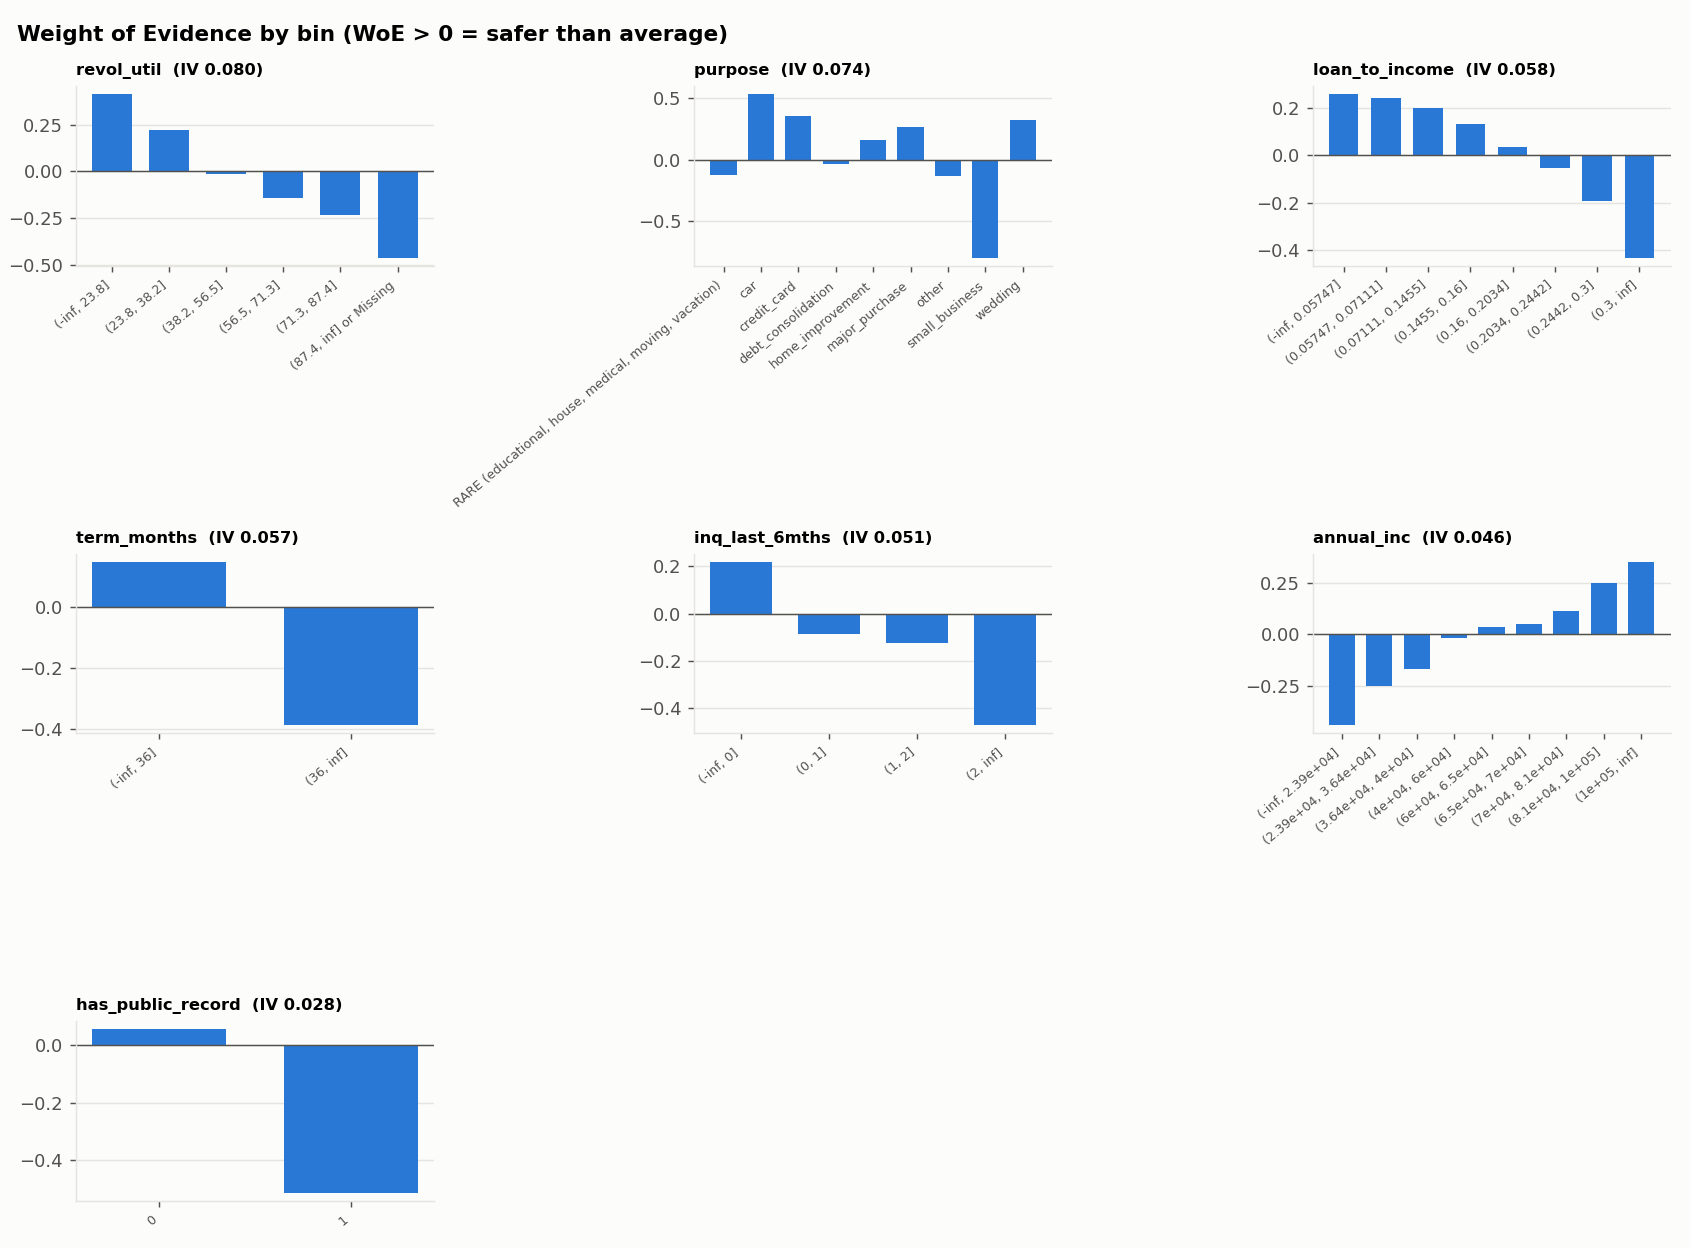 Weight of Evidence by bin (WoE > 0 = safer than average)
revol_util (IV 0.080)
0.25
0.00
−0.25
−0.50
(-inf, 23.8]
(23.8, 38.2]
(38.2, 56.5]
(56.5, 71.3]
(71.3, 87.4]
(87.4, inf] or Missing
purpose (IV 0.074)
0.5
0.0
−0.5
RARE (educational, house, medical, moving, vacation)
car
credit_card
debt_consolidation
home_improvement
major_purchase
other
small_business
wedding
loan_to_income (IV 0.058)
0.2
0.0
−0.2
−0.4
(-inf, 0.05747]
(0.05747, 0.07111]
(0.07111, 0.1455]
(0.1455, 0.16]
(0.16, 0.2034]
(0.2034, 0.2442]
(0.2442, 0.3]
(0.3, inf]
term_months (IV 0.057)
0.0
−0.2
−0.4
(-inf, 36]
(36, inf]
inq_last_6mths (IV 0.051)
0.2
0.0
−0.2
−0.4
(-inf, 0]
(0, 1]
(1, 2]
(2, inf]
annual_inc (IV 0.046)
0.25
0.00
−0.25
(-inf, 2.39e+04]
(2.39e+04, 3.64e+04]
(3.64e+04, 4e+04]
(4e+04, 6e+04]
(6e+04, 6.5e+04]
(6.5e+04, 7e+04]
(7e+04, 8.1e+04]
(8.1e+04, 1e+05]
(1e+05, inf]
has_public_record (IV 0.028)
0.0
−0.2
−0.4
0
1